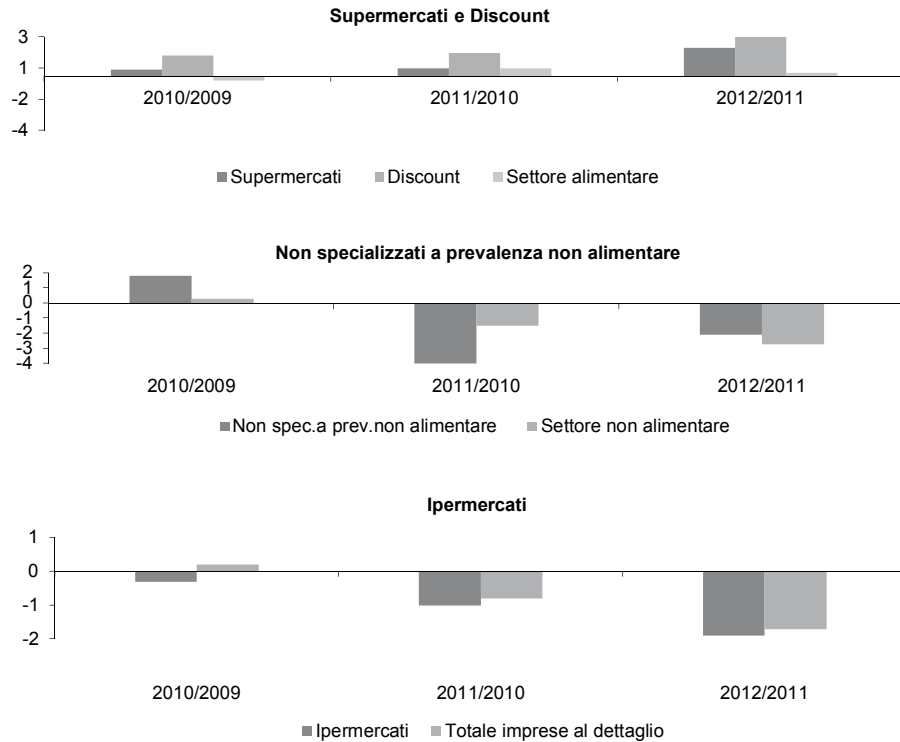 Supermercati e Discount
3
1
-2
-4
2010/2009 2011/2010 2012/2011
Supermercati Discount Settore alimentare
Non specializzati a prevalenza non alimentare
2
1
0
-1
-2
-3
-4
2010/2009 2011/2010 2012/2011
Non spec.a prev.non alimentare Settore non alimentare
Ipermercati
1
0
-1
-2
2010/2009 2011/2010 2012/2011
Ipermercati Totale imprese al dettaglio